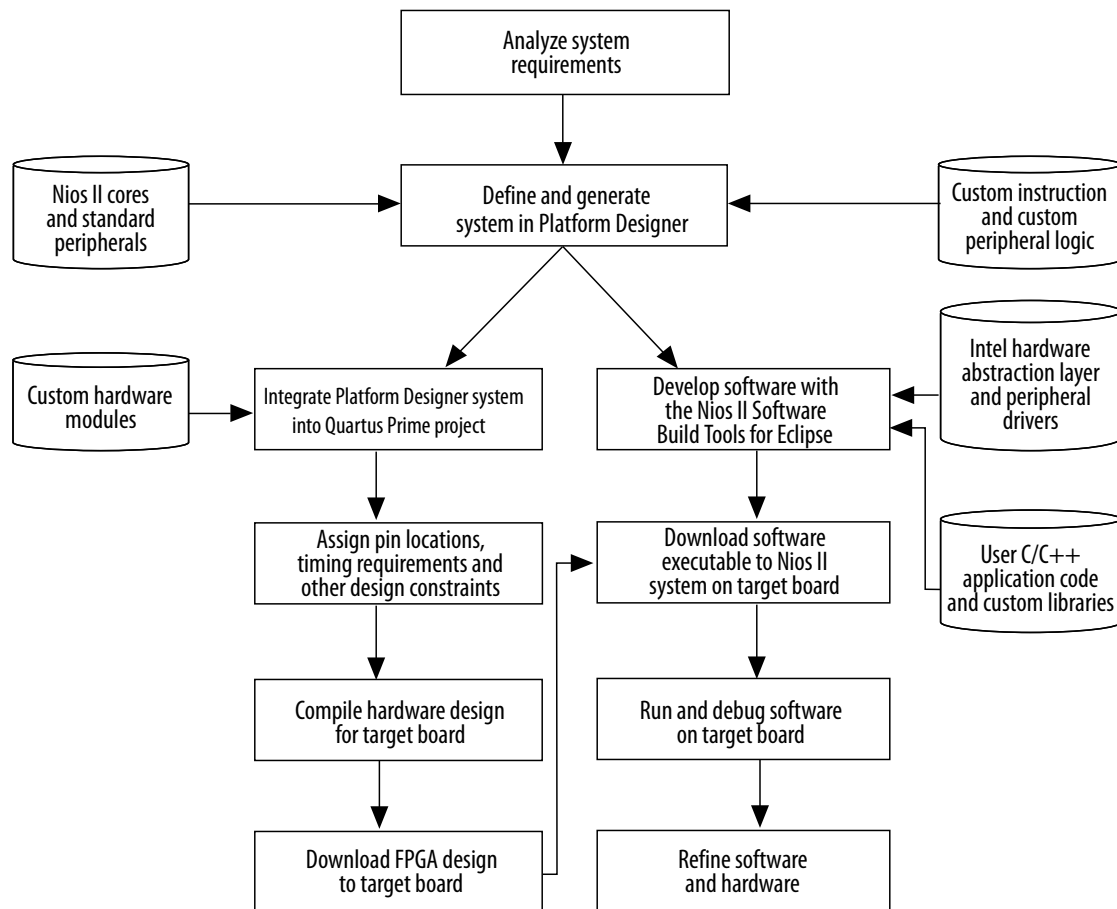 Analyze system
requirements
Nios II cores
and standard
peripherals
Define and generate
system in Platform Designer
Custom instruction
and custom
peripheral logic
Custom hardware
modules
Integrate Platform Designer system
into Quartus Prime project
Develop software with
the Nios II Software
Build Tools for Eclipse
Intel hardware
abstraction layer
and peripheral
drivers
Assign pin locations,
timing requirements and
other design constraints
Download software
executable to Nios II
system on target board
User C/C++
application code
and custom libraries
Compile hardware design
for target board
Run and debug software
on target board
Download FPGA design
to target board
Refine software
and hardware